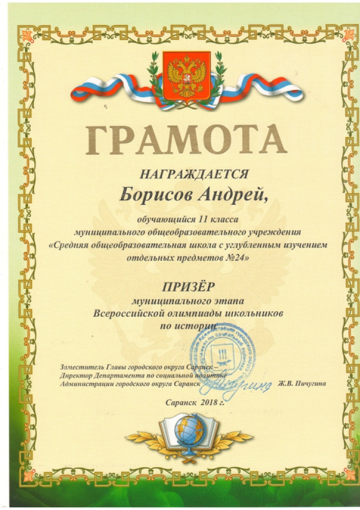 ГРАМОТА
НАГРАЖДАЕТСЯ
Борисов Андрей,
обучающийся 11 класса
муниципального общеобразовательного учреждения
«Средняя общеобразовательная школа с углубленным изучением
отдельных предметов №24»
ПРИЗЁР
муниципального этапа
Всероссийской олимпиады школьников
по истории
Заместитель Главы городского округа Саранск –
Директор Департамента по социальной политике
Администрации городского округа Саранск Ж.В. Пичугина
Саранск 2018 г.